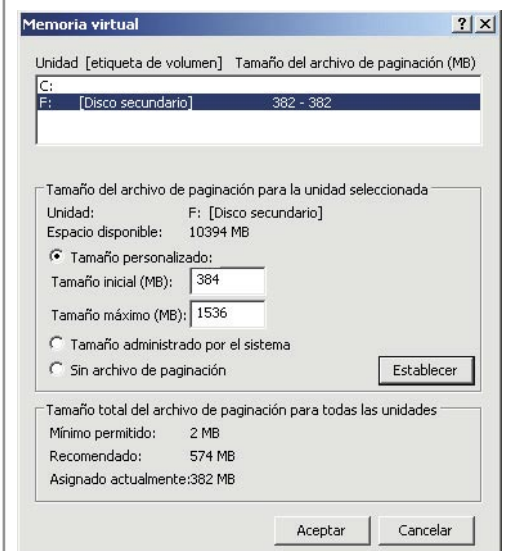 Memoria virtual
Unidad [etiqueta de volumen] Tamaño del archivo de paginación (MB)
C:
F: [Disco secundario] 382 - 382
Tamaño del archivo de paginación para la unidad seleccionada
Unidad: F: [Disco secundario]
Espacio disponible: 10394 MB
Tamaño personalizado:
Tamaño inicial (MB): 384
Tamaño máximo (MB): 1536
Tamaño administrado por el sistema
Sin archivo de paginación
Establecer
Tamaño total del archivo de paginación para todas las unidades
Mínimo permitido: 2 MB
Recomendado: 574 MB
Asignado actualmente:382 MB
Aceptar
Cancelar